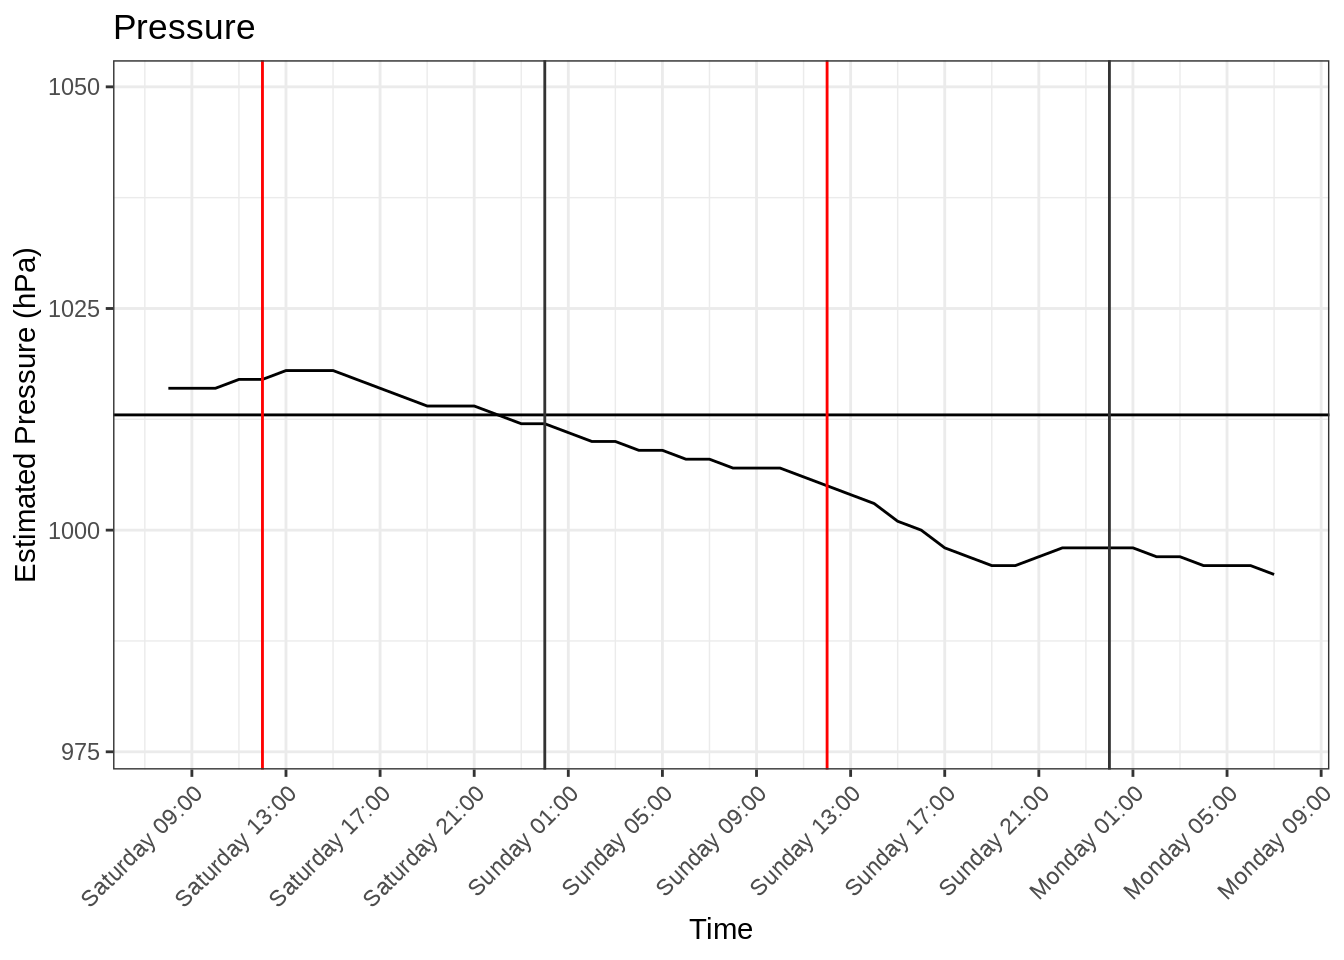 Pressure
1050
1025
1000
975
Estimated Pressure (hPa)
Saturday 09:00
Saturday 13:00
Saturday 17:00
Saturday 21:00
Sunday 01:00
Sunday 05:00
Sunday 09:00
Sunday 13:00
Sunday 17:00
Sunday 21:00
Monday 01:00
Monday 05:00
Monday 09:00
Time